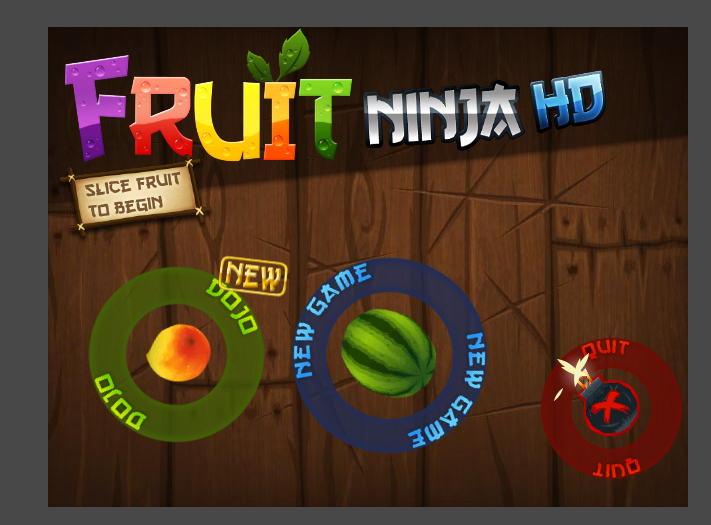 FRUIT NINJA HD
SLICE FRUIT
TO BEGIN
NEW
DOJO
DOJO
NEW GAME
NEW GAME
QUIT
QUIT